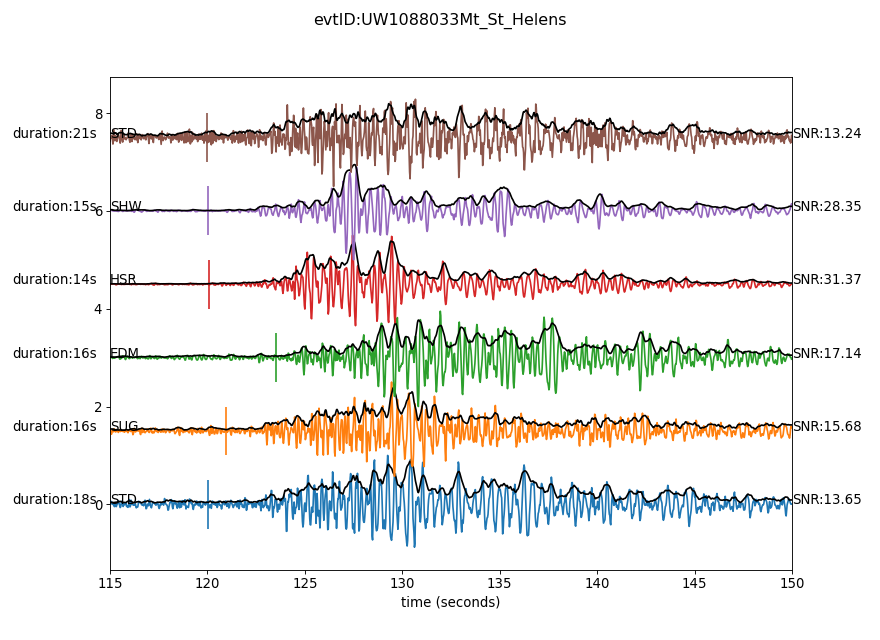 evtID:UW1088033Mt_St_Helens
8
duration:21s STD SNR:13.24
duration:15s SHW SNR:28.35
6
duration:14s HSR SNR:31.37
4
duration:16s EDM SNR:17.14
2
duration:16s SUG SNR:15.68
duration:18s STD SNR:13.65
0
115 120 125 130 135 140 145 150
time (seconds)